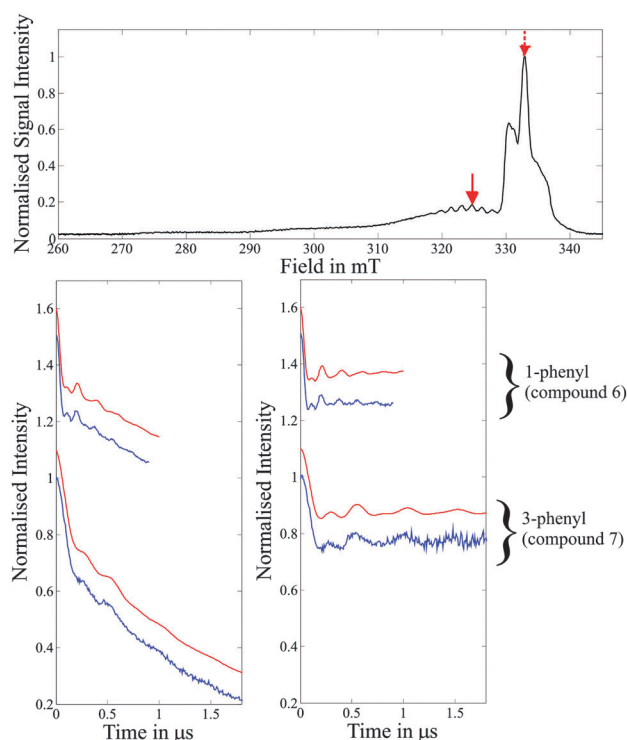 Normalised Signal Intensity
1
0.8
0.6
0.4
0.2
0
260 270 280 290 300 310 320 330 340
Field in mT
Normalised Intensity
1.6
1.4
1.2
1
0.8
0.6
0.4
0.2
0 0.5 1 1.5
Time in μs
Normalised Intensity
1.6
1.4
1.2
1
0.8
0.6
0.4
0.2
0 0.5 1 1.5
Time in μs
1-phenyl
(compound 6)
3-phenyl
(compound 7)